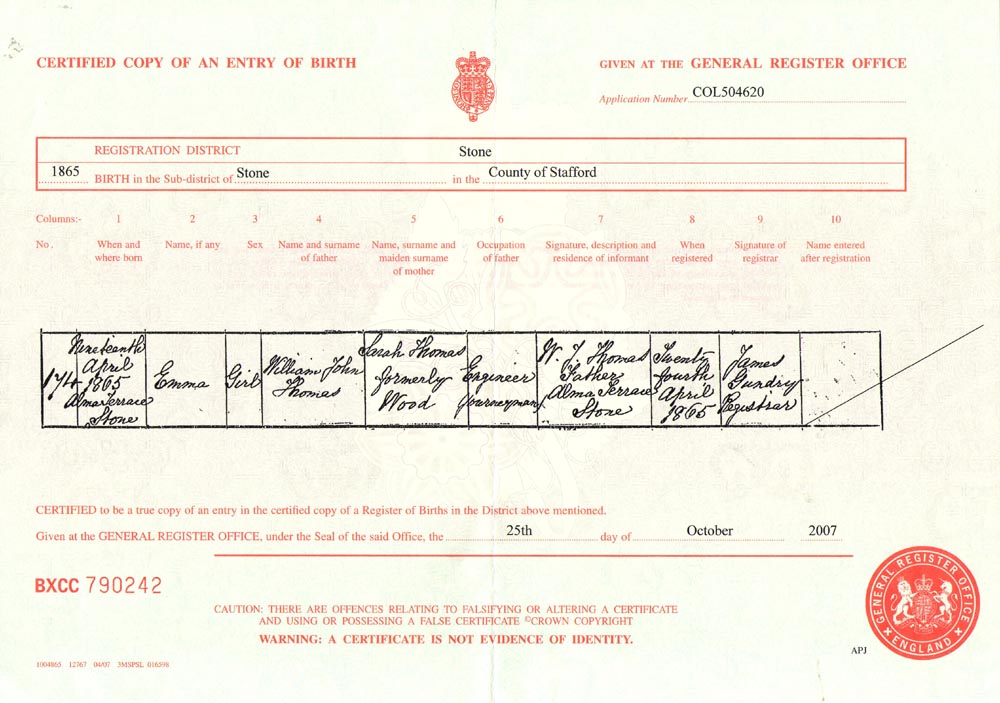 CERTIFIED COPY OF AN ENTRY OF BIRTH
GIVEN AT THE GENERAL REGISTER OFFICE
Application Number COL504620
REGISTRATION DISTRICT Stone
1865 BIRTH in the Sub-district of Stone in the County of Stafford
Columns:- 1 2 3 4 5 6 7 8 9 10
No. When and where born Name, if any Sex Name and surname of father Name, surname and maiden surname of mother Occupation of father Signature, description and residence of informant When registered Signature of registrar Name entered after registration
174
Nineteenth
April
1865
Alma Terrace
Stone
Emma
Girl
William John
Thomas
Sarah Thomas
formerly
Wood
Engineer
Journeyman
W. J. Thomas
Father
Alma Terrace
Stone
Twenty
fourth
April
1865
James
Gundry
Registrar
CERTIFIED to be a true copy of an entry in the certified copy of a Register of Births in the District above mentioned.
Given at the GENERAL REGISTER OFFICE, under the Seal of the said Office, the 25th day of October 2007
BXCC 790242
CAUTION: THERE ARE OFFENCES RELATING TO FALSIFYING OR ALTERING A CERTIFICATE
AND USING OR POSSESSING A FALSE CERTIFICATE ©CROWN COPYRIGHT
WARNING: A CERTIFICATE IS NOT EVIDENCE OF IDENTITY.
GENERAL REGISTER OFFICE
ENGLAND
APJ
1004865 12767 04/07 3MSPSL 016598